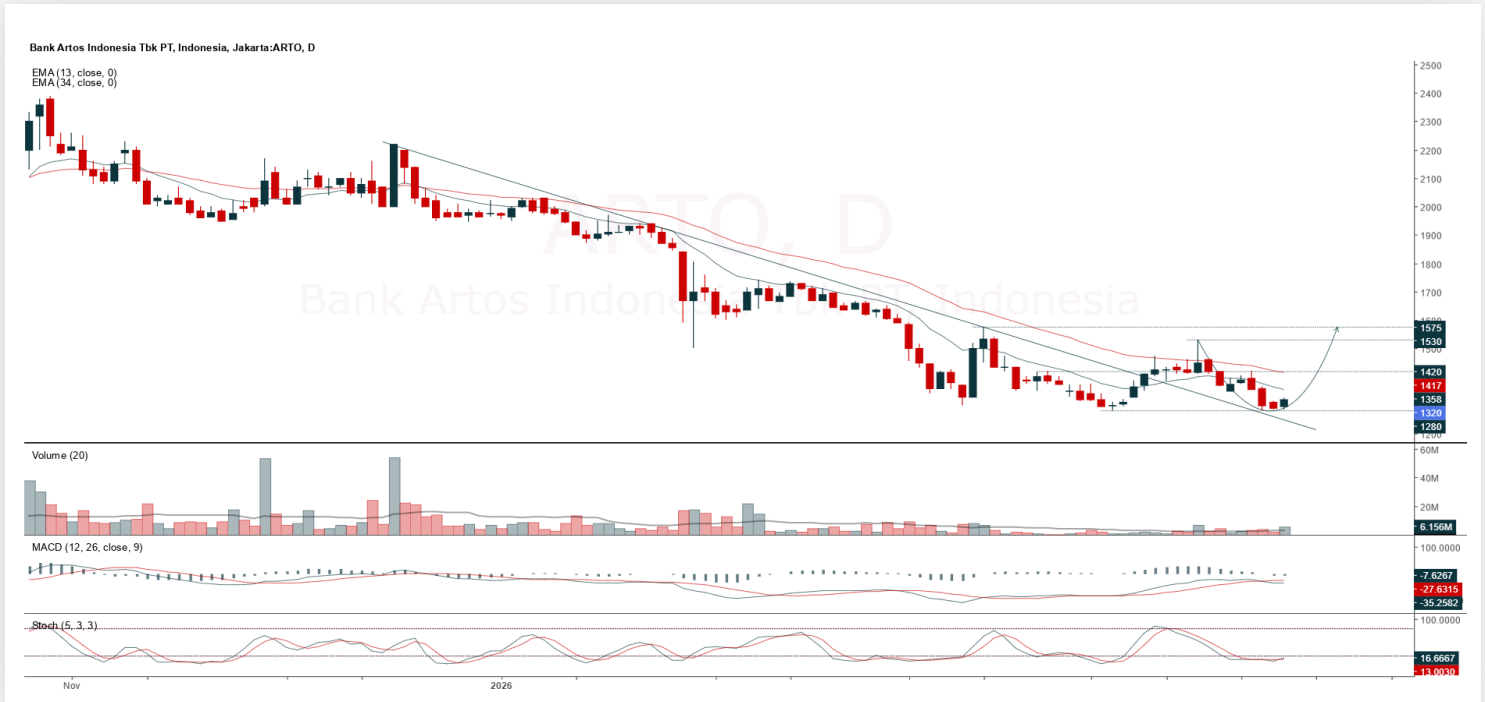 Bank Artos Indonesia Tbk PT, Indonesia, Jakarta:ARTO, D
EMA (13, close, 0)
EMA (34, close, 0)
ARTO, D
Bank Artos Indonesia Tbk PT, Indonesia
2500
2400
2300
2200
2100
2000
1900
1800
1700
1600
1575
1530
1500
1420
1417
1358
1320
1280
1200
Volume (20)
60M
40M
20M
6.156M
MACD (12, 26, close, 9)
100.0000
-7.6267
-27.6315
-35.2582
Stoch (5, 3, 3)
100.0000
16.6667
13.0030
Nov
2026